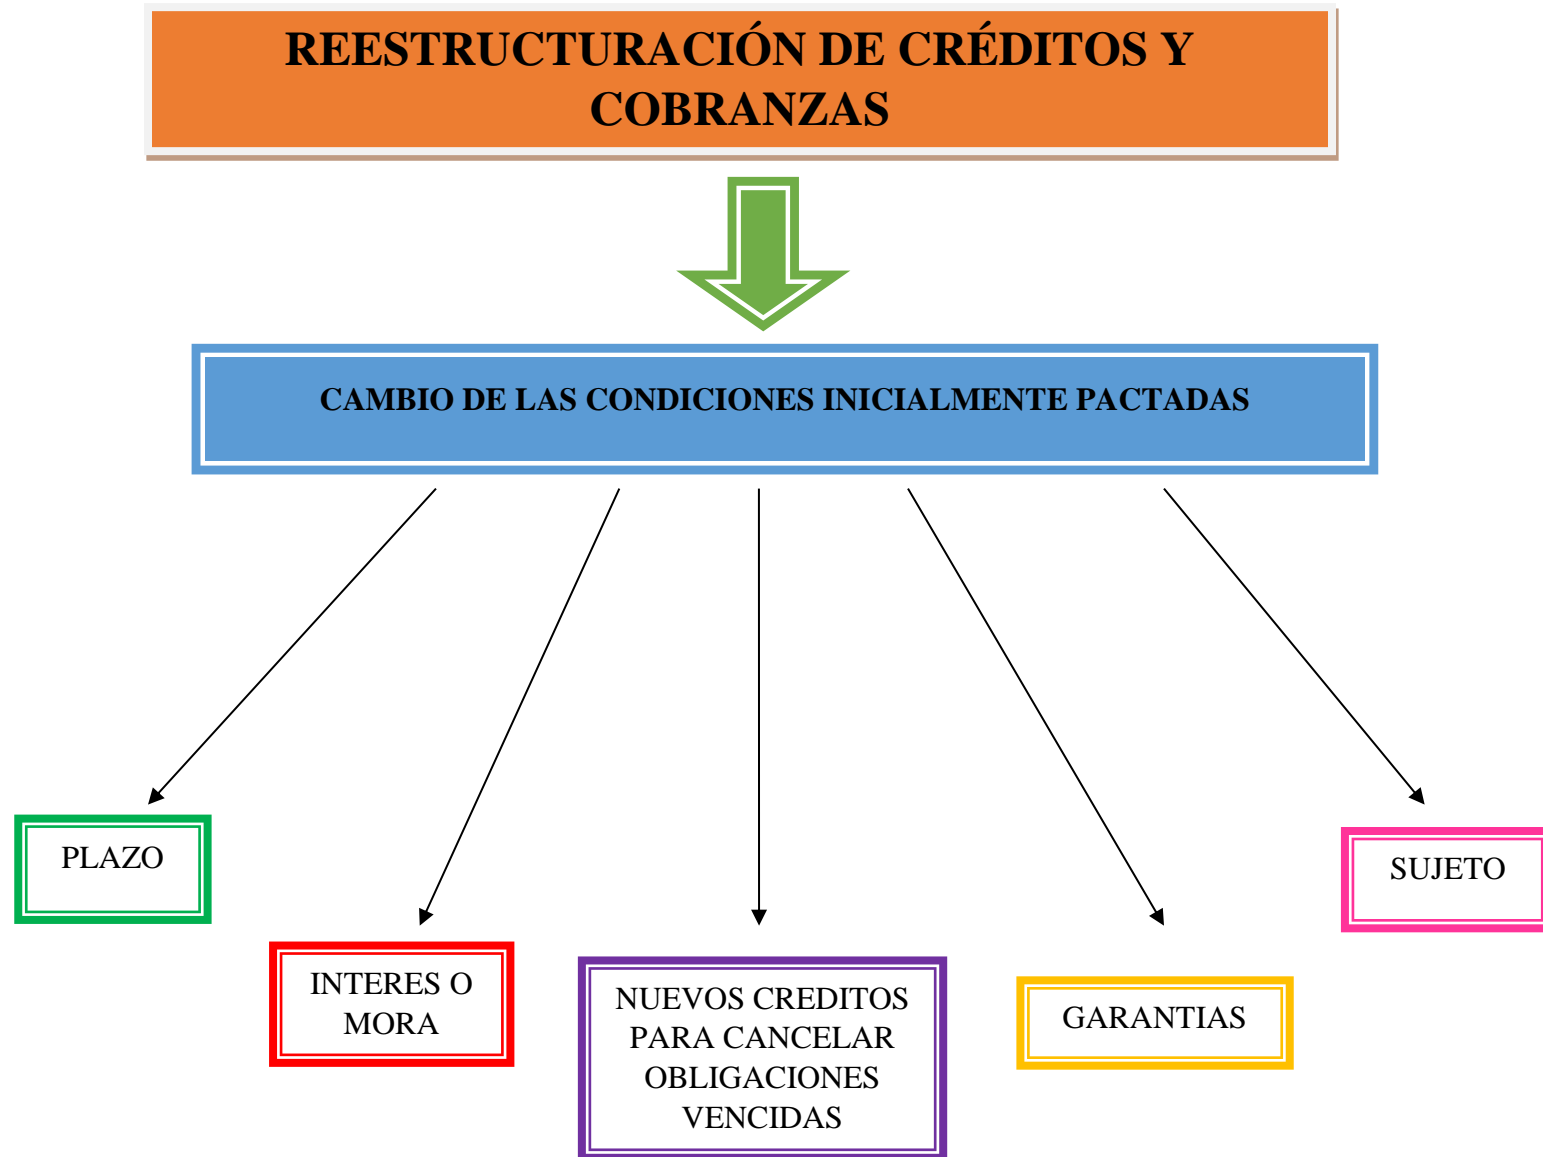 REESTRUCTURACIÓN DE CRÉDITOS Y
COBRANZAS
CAMBIO DE LAS CONDICIONES INICIALMENTE PACTADAS
PLAZO
INTERES O
MORA
NUEVOS CREDITOS
PARA CANCELAR
OBLIGACIONES
VENCIDAS
GARANTIAS
SUJETO